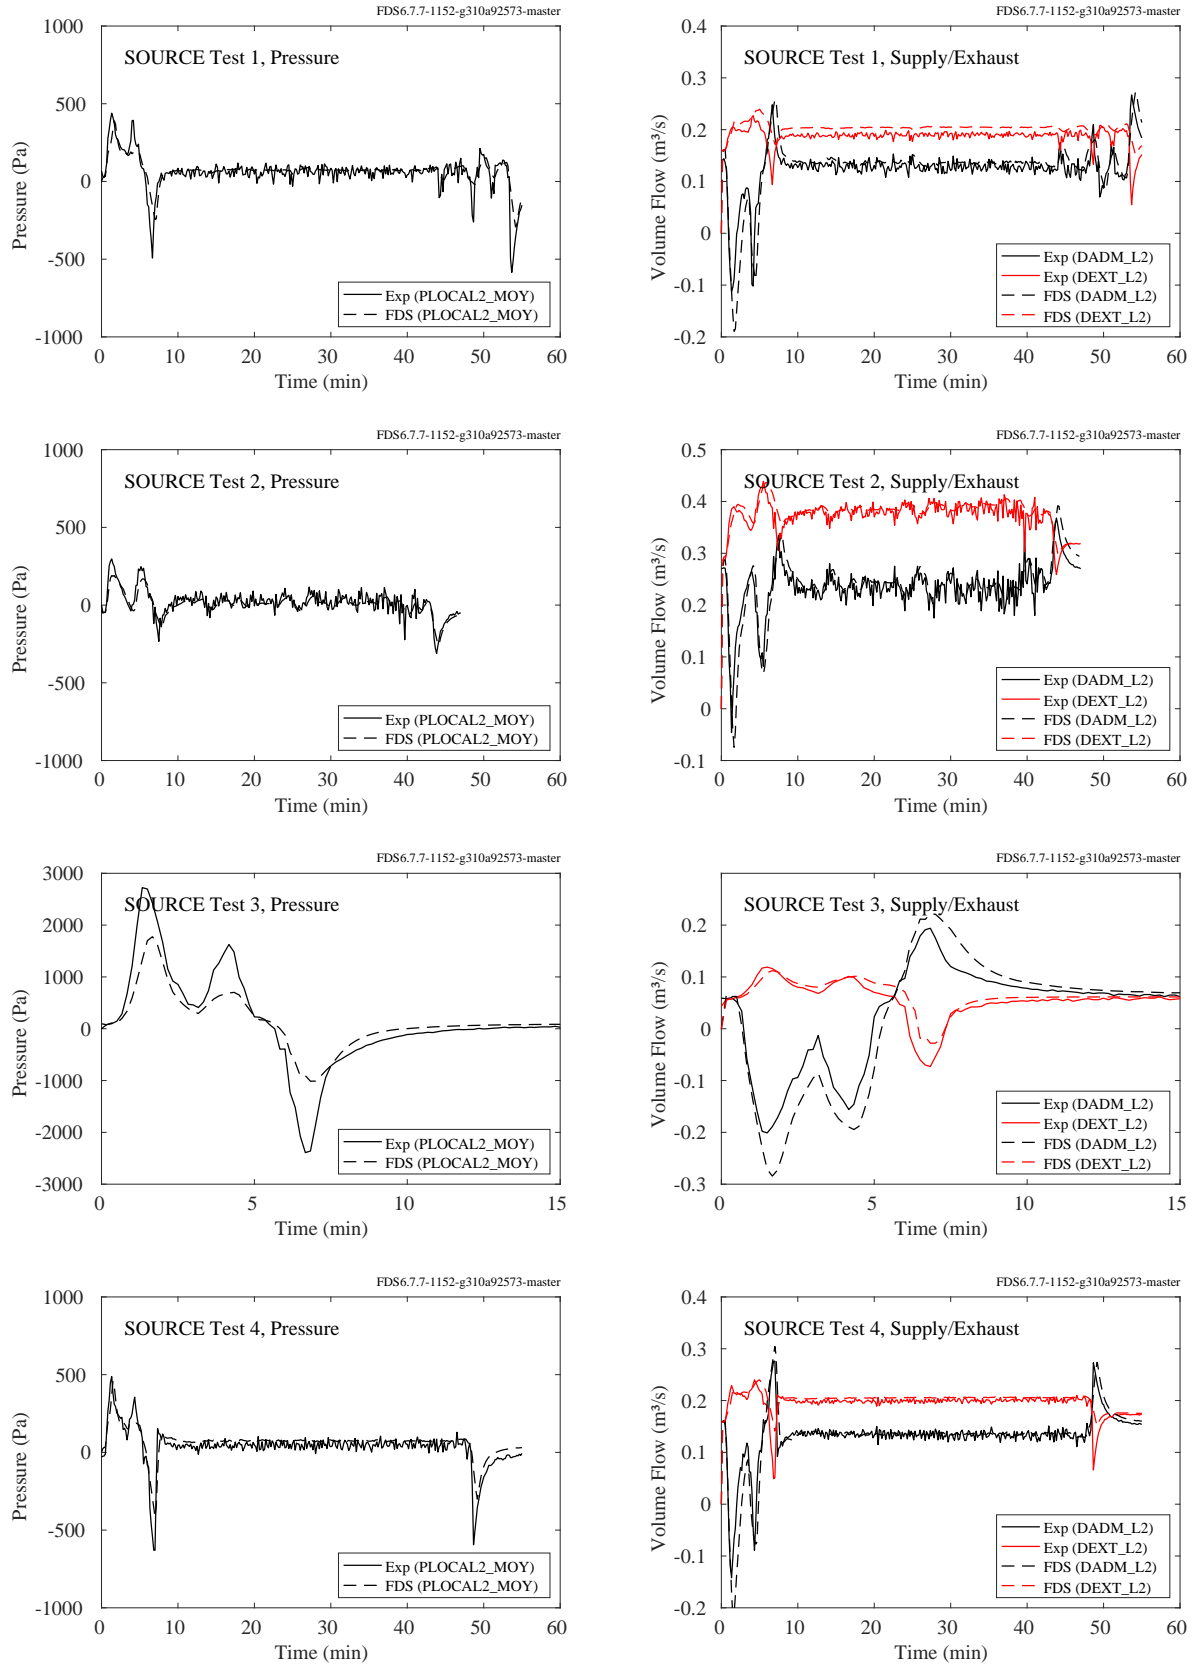 FDS6.7.7-1152-g310a92573-master
SOURCE Test 1, Pressure
Pressure (Pa)
1000
500
0
-500
-1000
Exp (PLOCAL2_MOY)
FDS (PLOCAL2_MOY)
0 10 20 30 40 50 60
Time (min)
FDS6.7.7-1152-g310a92573-master
SOURCE Test 1, Supply/Exhaust
Volume Flow (m³/s)
0.4
0.3
0.2
0.1
0
-0.1
-0.2
Exp (DADM_L2)
Exp (DEXT_L2)
FDS (DADM_L2)
FDS (DEXT_L2)
0 10 20 30 40 50 60
Time (min)
FDS6.7.7-1152-g310a92573-master
SOURCE Test 2, Pressure
Pressure (Pa)
1000
500
0
-500
-1000
Exp (PLOCAL2_MOY)
FDS (PLOCAL2_MOY)
0 10 20 30 40 50 60
Time (min)
FDS6.7.7-1152-g310a92573-master
SOURCE Test 2, Supply/Exhaust
Volume Flow (m³/s)
0.5
0.4
0.3
0.2
0.1
0
-0.1
Exp (DADM_L2)
Exp (DEXT_L2)
FDS (DADM_L2)
FDS (DEXT_L2)
0 10 20 30 40 50 60
Time (min)
FDS6.7.7-1152-g310a92573-master
SOURCE Test 3, Pressure
Pressure (Pa)
3000
2000
1000
0
-1000
-2000
-3000
Exp (PLOCAL2_MOY)
FDS (PLOCAL2_MOY)
0 5 10 15
Time (min)
FDS6.7.7-1152-g310a92573-master
SOURCE Test 3, Supply/Exhaust
Volume Flow (m³/s)
0.2
0.1
0
-0.1
-0.2
-0.3
Exp (DADM_L2)
Exp (DEXT_L2)
FDS (DADM_L2)
FDS (DEXT_L2)
0 5 10 15
Time (min)
FDS6.7.7-1152-g310a92573-master
SOURCE Test 4, Pressure
Pressure (Pa)
1000
500
0
-500
-1000
Exp (PLOCAL2_MOY)
FDS (PLOCAL2_MOY)
0 10 20 30 40 50 60
Time (min)
FDS6.7.7-1152-g310a92573-master
SOURCE Test 4, Supply/Exhaust
Volume Flow (m³/s)
0.4
0.3
0.2
0.1
0
-0.1
-0.2
Exp (DADM_L2)
Exp (DEXT_L2)
FDS (DADM_L2)
FDS (DEXT_L2)
0 10 20 30 40 50 60
Time (min)